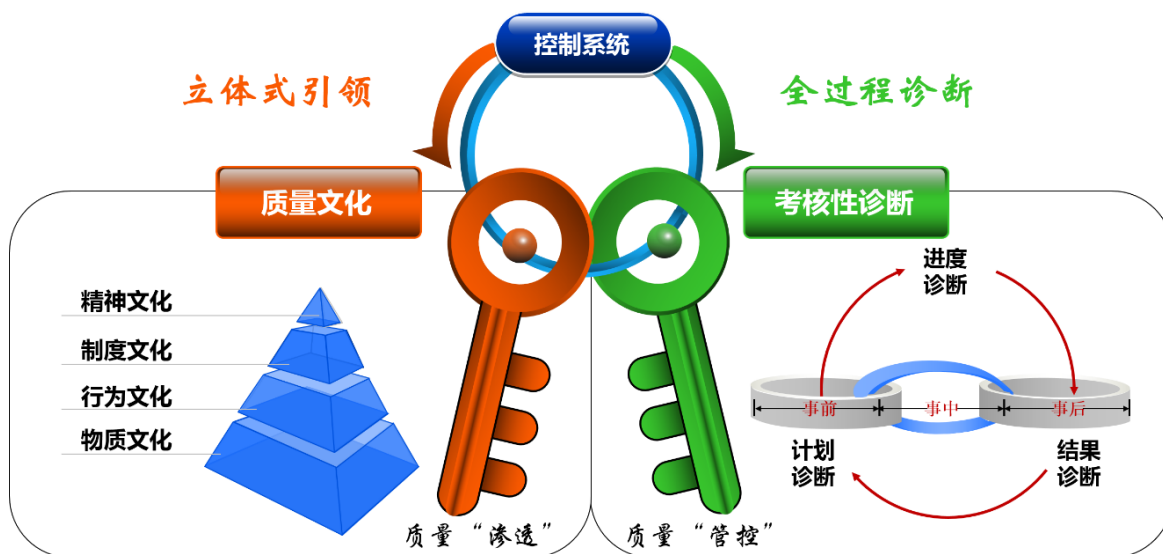 控制系统
立体式引领
全过程诊断
质量文化
考核性诊断
精神文化
制度文化
行为文化
物质文化
进度
诊断
事前
事中
事后
计划
诊断
结果
诊断
质量“渗透”
质量“管控”